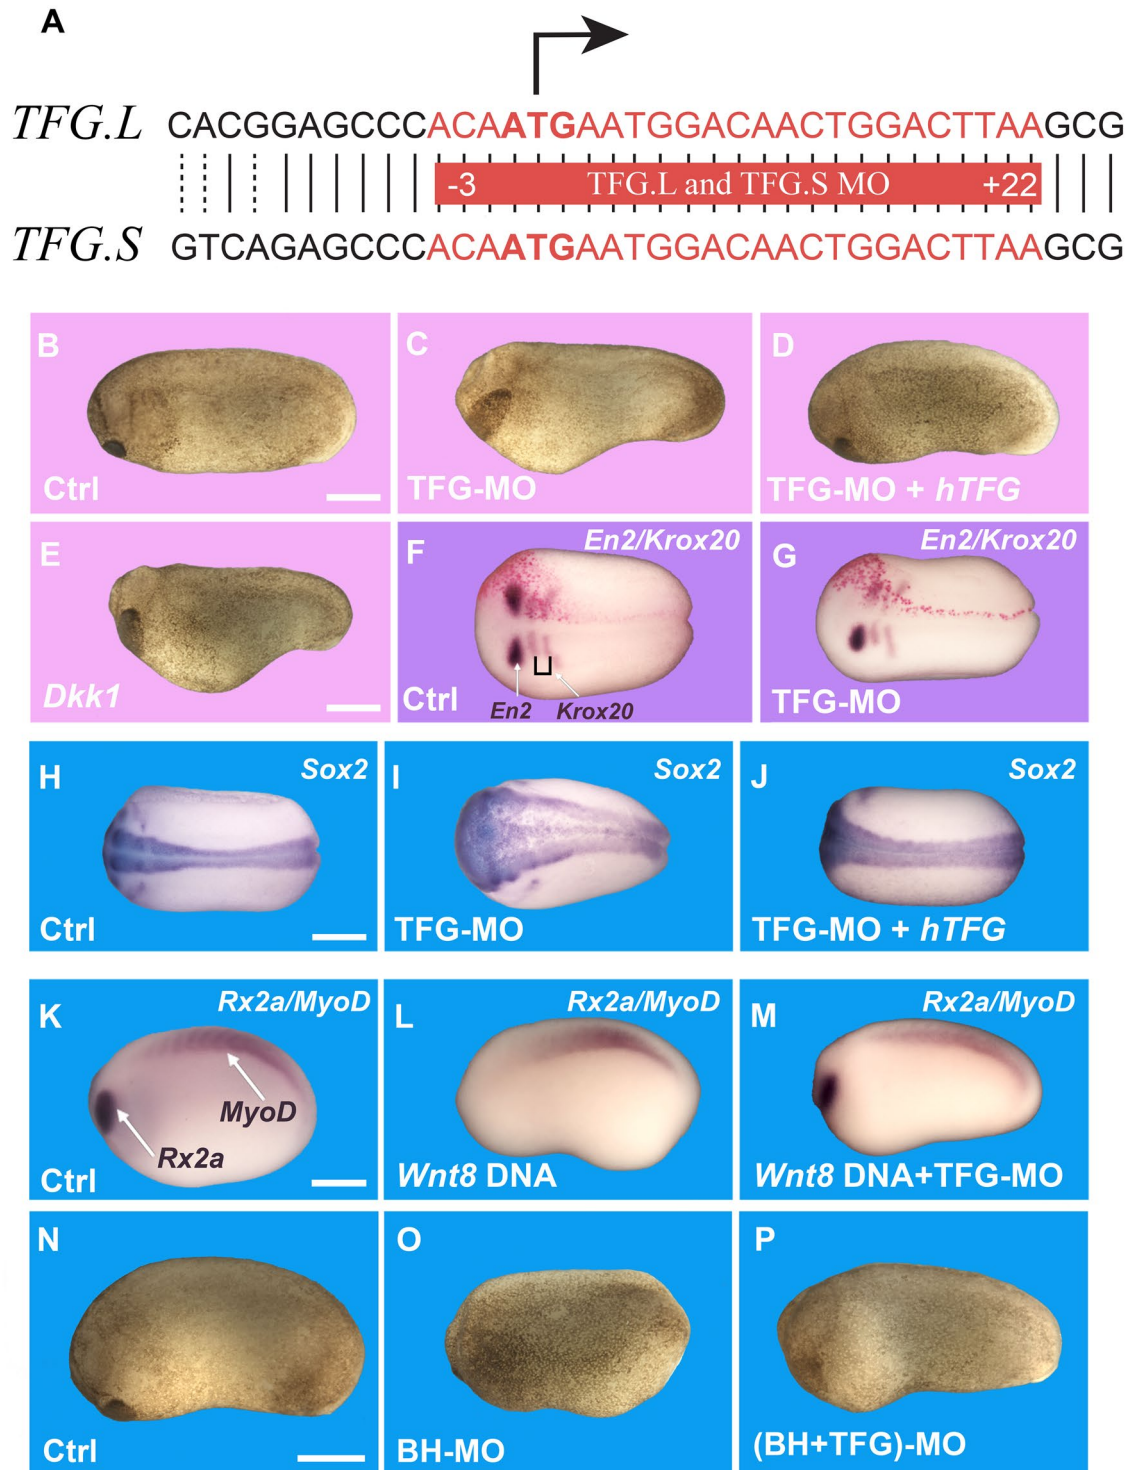 A
TFG.L CACGGAGCCCACAATGAATGGACAACTGGACTTAAGCG
-3 TFG.L and TFG.S MO +22
TFG.S GTCAGAGCCCACAATGAATGGACAACTGGACTTAAGCG
B
Ctrl
C
TFG-MO
D
TFG-MO + hTFG
E
Dkk1
F
En2/Krox20
En2 Krox20
Ctrl
G
En2/Krox20
TFG-MO
H
Sox2
Ctrl
I
Sox2
TFG-MO
J
Sox2
TFG-MO + hTFG
K
Rx2a/MyoD
MyoD
Rx2a
Ctrl
L
Rx2a/MyoD
Wnt8 DNA
M
Rx2a/MyoD
Wnt8 DNA+TFG-MO
N
Ctrl
O
BH-MO
P
(BH+TFG)-MO